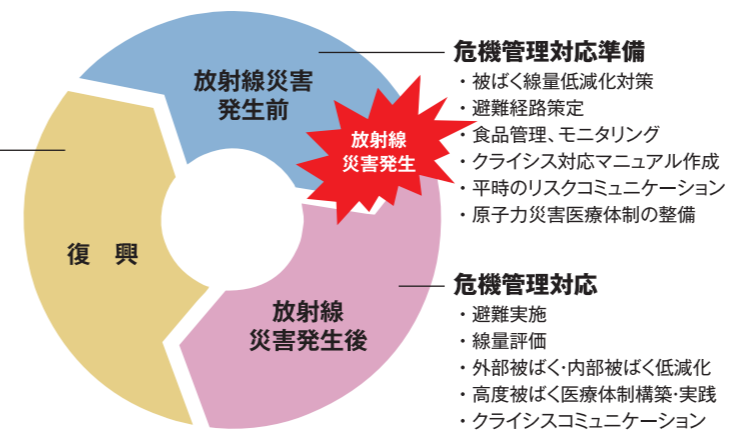 放射線災害
発生前
放射線
災害発生
危機管理対応準備
・被ばく線量低減化対策
・避難経路策定
・食品管理、モニタリング
・クライシス対応マニュアル作成
・平時のリスクコミュニケーション
・原子力災害医療体制の整備
復　興
放射線
災害発生後
危機管理対応
・避難実施
・線量評価
・外部被ばく・内部被ばく低減化
・高度被ばく医療体制構築・実践
・クライシスコミュニケーション